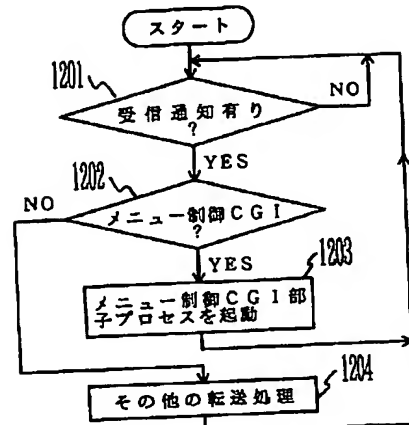 スタート
1201
受信通知有り
?
NO
YES
1202
NO
メニュー制御CGI
?
YES
1203
メニュー制御CGI部
子プロセスを起動
1204
その他の転送処理